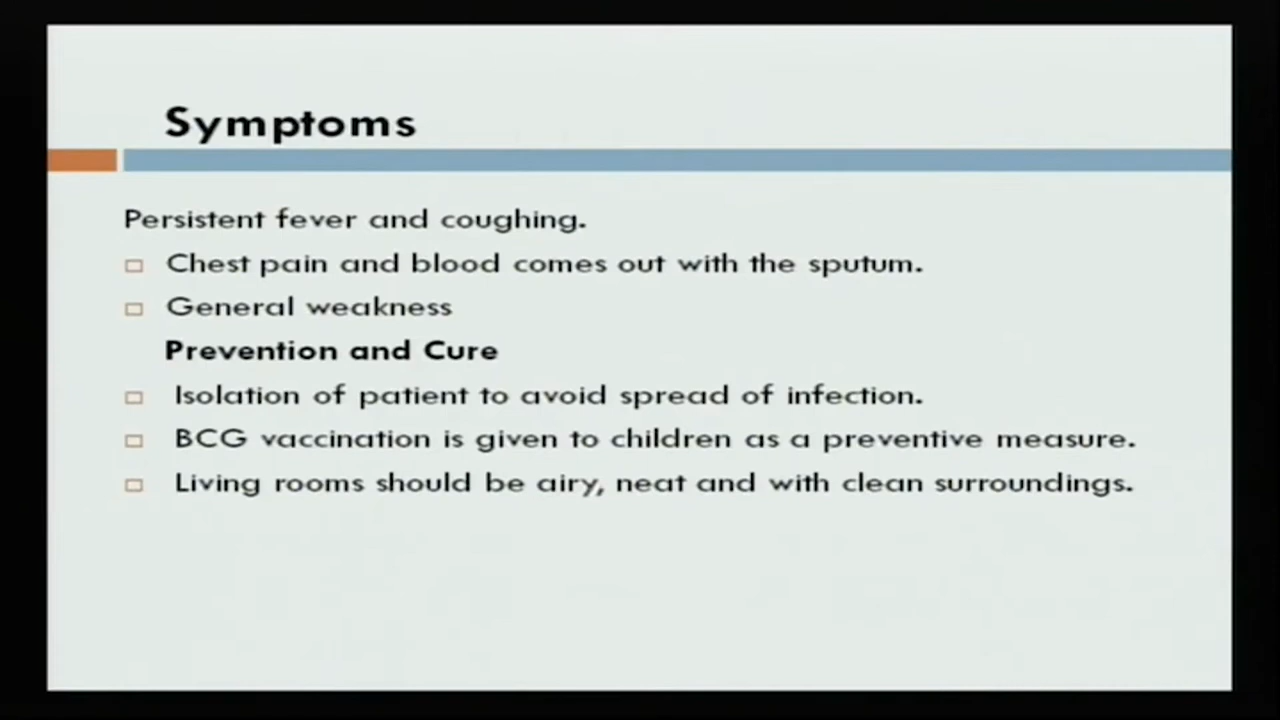 Symptoms
Persistent fever and coughing.
Chest pain and blood comes out with the sputum.
General weakness
Prevention and Cure
Isolation of patient to avoid spread of infection.
BCG vaccination is given to children as a preventive measure.
Living rooms should be airy, neat and with clean surroundings.